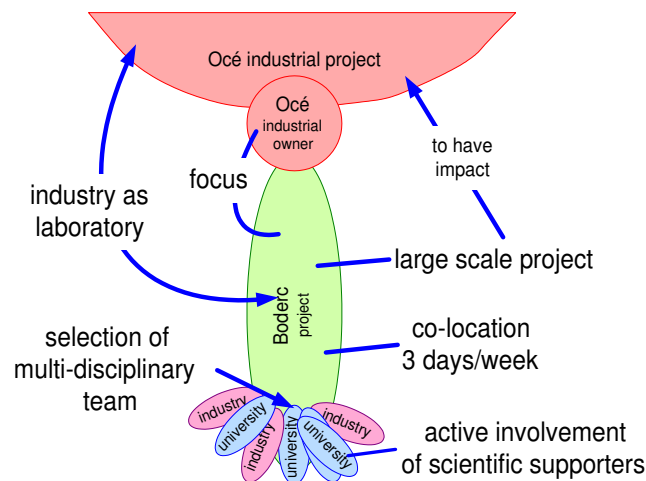 Océ industrial project
Océ
industrial
owner
to have
impact
focus
industry as
laboratory
large scale project
Boderc
project
co-location
3 days/week
selection of
multi-disciplinary
team
industry
university
industry
university
university
industry
active involvement
of scientific supporters